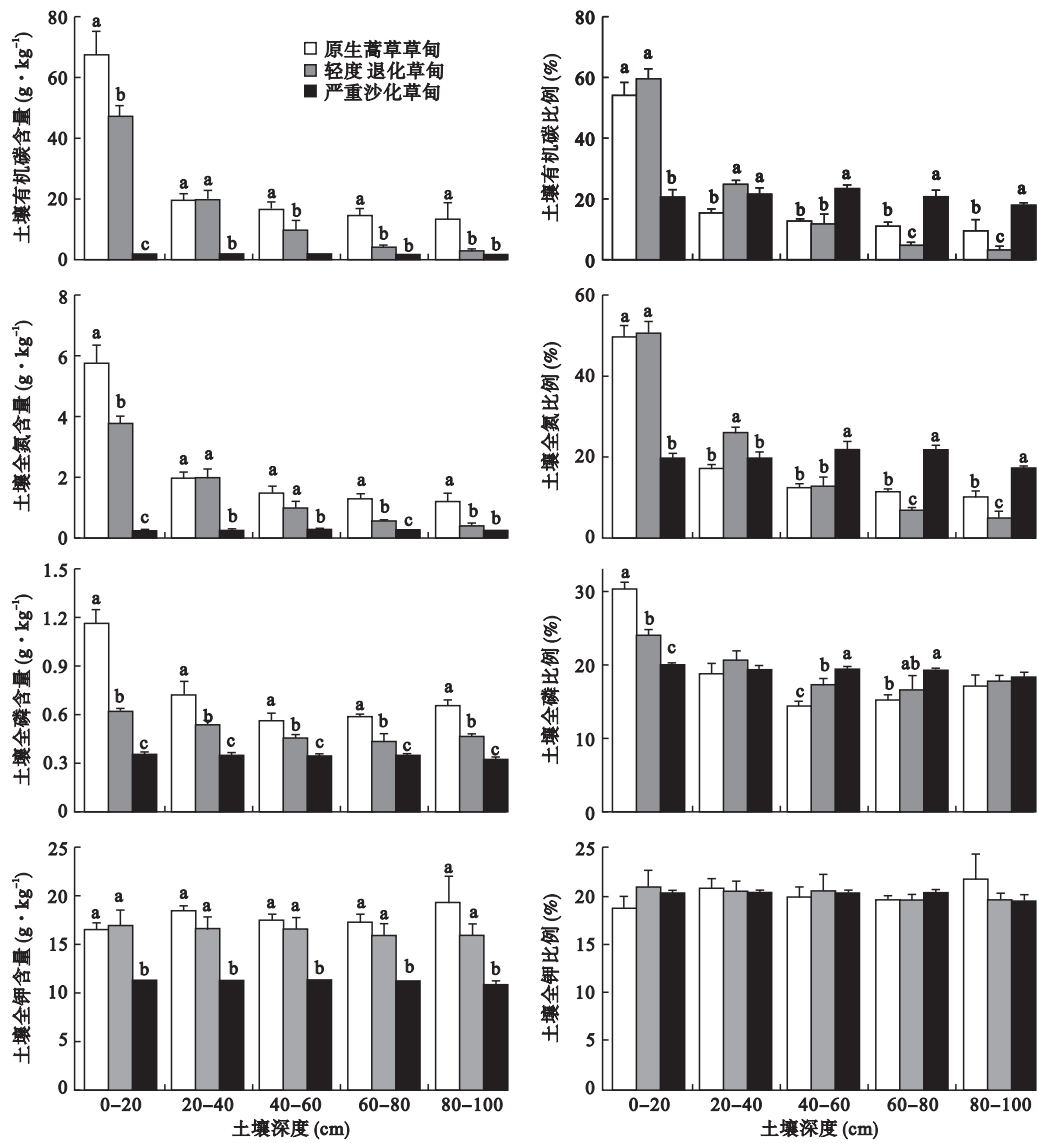 土壤有机碳含量 (g·kg⁻¹)
80
60
40
20
0
a
b
c
a
a
b
a
b
a
b
b
a
b
b
原生蒿草草甸
轻度 退化草甸
严重沙化草甸
土壤有机碳比例 (%)
80
60
40
20
0
a
a
b
b
a
a
b
b
a
b
c
a
b
c
a
土壤全氮含量 (g·kg⁻¹)
8
6
4
2
0
a
b
c
a
a
b
a
a
b
a
b
c
a
b
b
土壤全氮比例 (%)
60
40
20
0
a
a
b
b
a
b
b
b
a
b
c
a
b
c
a
土壤全磷含量 (g·kg⁻¹)
1.5
1.2
0.9
0.6
0.3
0
a
b
c
a
b
c
a
b
c
a
b
c
a
b
c
土壤全磷比例 (%)
30
20
10
0
a
b
c
c
b
a
b
ab
a
土壤全钾含量 (g·kg⁻¹)
25
20
15
10
5
0
a
a
b
a
a
b
a
a
b
a
a
b
a
a
b
0–20
20–40
40–60
60–80
80–100
土壤深度 (cm)
土壤全钾比例 (%)
25
20
15
10
5
0
0–20
20–40
40–60
60–80
80–100
土壤深度 (cm)